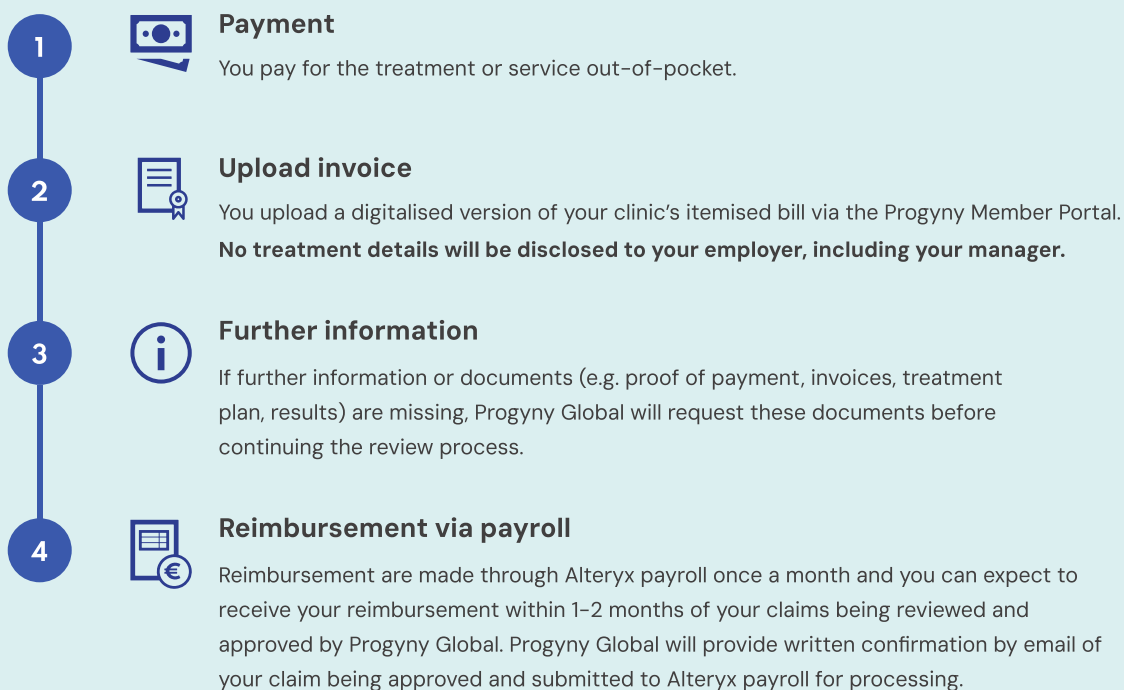 1
Payment
You pay for the treatment or service out-of-pocket.
2
Upload invoice
You upload a digitalised version of your clinic's itemised bill via the Progyny Member Portal.
No treatment details will be disclosed to your employer, including your manager.
3
Further information
If further information or documents (e.g. proof of payment, invoices, treatment
plan, results) are missing, Progyny Global will request these documents before
continuing the review process.
4
Reimbursement via payroll
Reimbursement are made through Alteryx payroll once a month and you can expect to
receive your reimbursement within 1-2 months of your claims being reviewed and
approved by Progyny Global. Progyny Global will provide written confirmation by email of
your claim being approved and submitted to Alteryx payroll for processing.